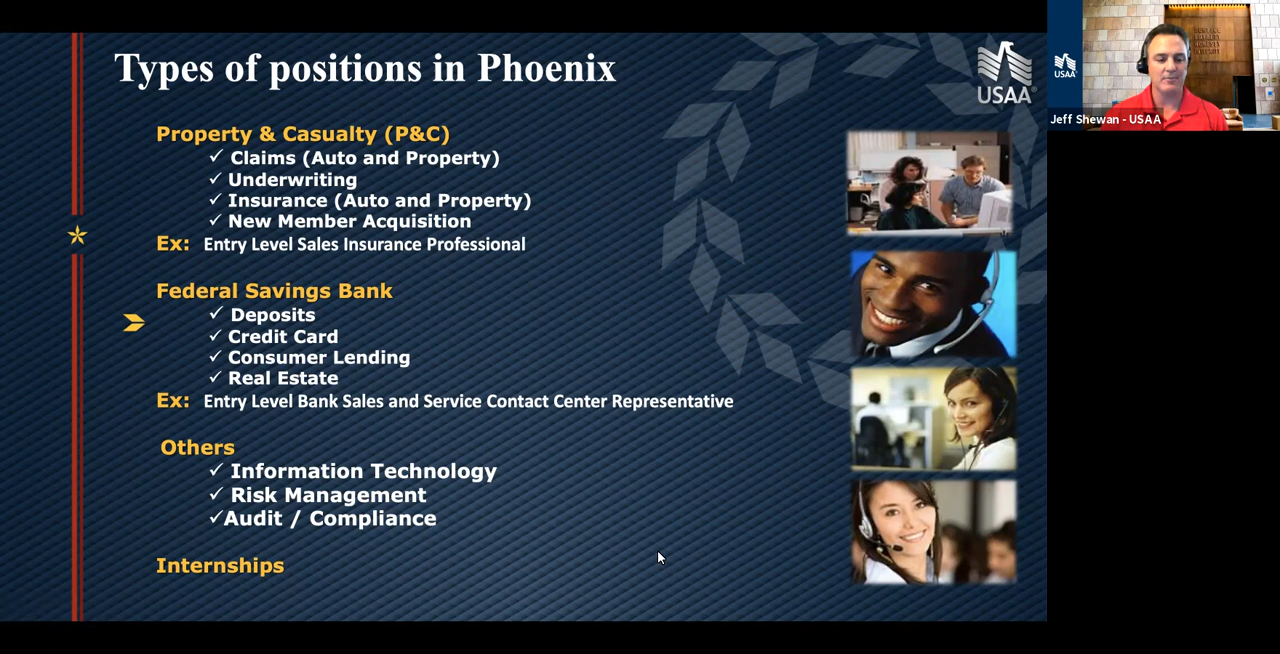 Types of positions in Phoenix
USAA
Property & Casualty (P&C)
✓ Claims (Auto and Property)
✓ Underwriting
✓ Insurance (Auto and Property)
✓ New Member Acquisition
Ex: Entry Level Sales Insurance Professional
Federal Savings Bank
✓ Deposits
✓ Credit Card
✓ Consumer Lending
✓ Real Estate
Ex: Entry Level Bank Sales and Service Contact Center Representative
Others
✓ Information Technology
✓ Risk Management
✓Audit / Compliance
Internships
USAA
Jeff Shewan - USAA